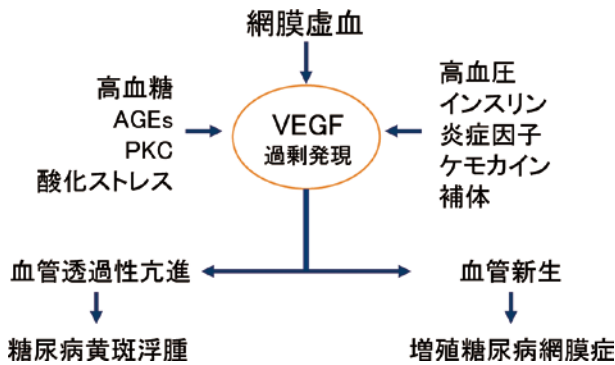 網膜虚血
高血糖
AGEs
PKC
酸化ストレス
VEGF
過剰発現
高血圧
インスリン
炎症因子
ケモカイン
補体
血管透過性亢進
血管新生
糖尿病黄斑浮腫
増殖糖尿病網膜症